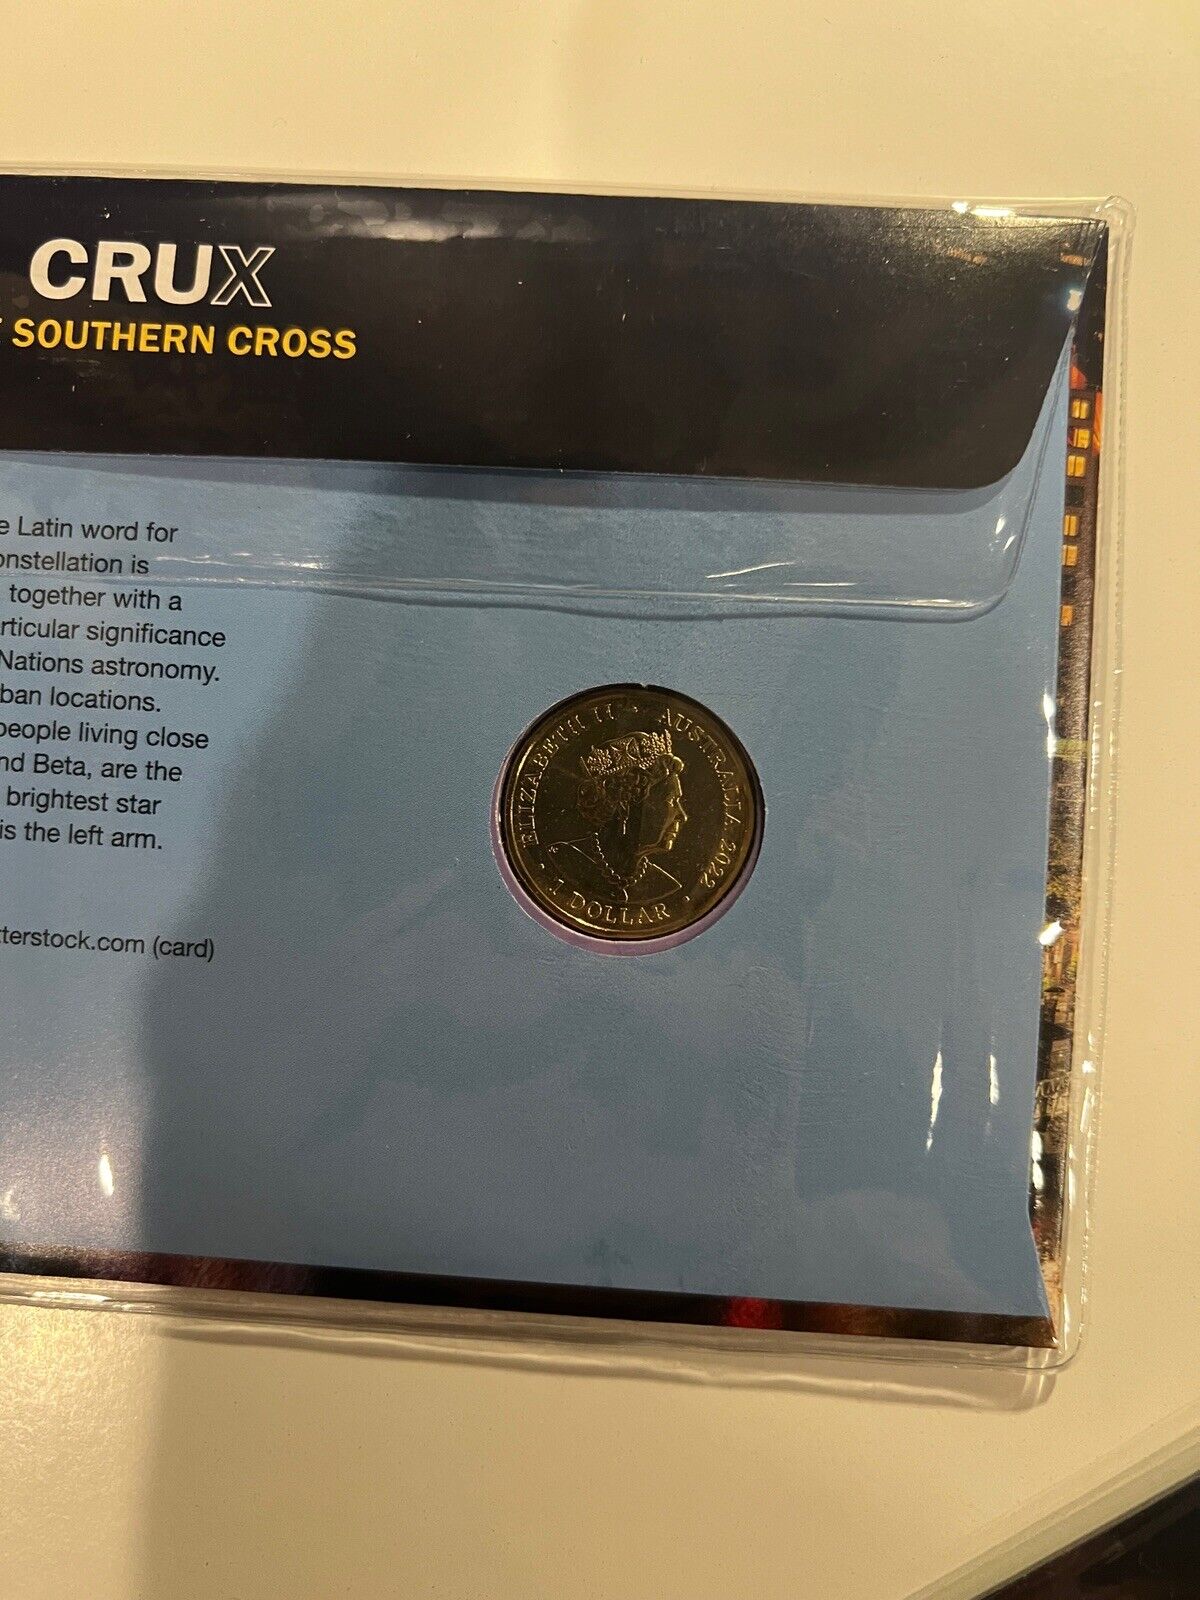 CRUX
SOUTHERN CROSS
Latin word for
onstellation is
together with a
rticular significance
Nations astronomy.
ban locations.
people living close
nd Beta, are the
brightest star
is the left arm.
tterstock.com (card)
ELIZABETH II · AUSTRALIA 2022 ·
1 DOLLAR ·